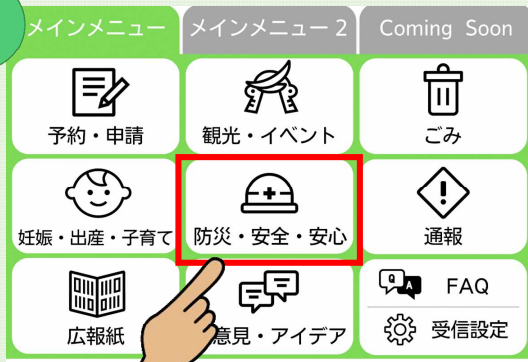 メインメニュー
メインメニュー 2
Coming Soon
予約・申請
観光・イベント
ごみ
妊娠・出産・子育て
防災・安全・安心
通報
広報紙
意見・アイデア
Q A FAQ
受信設定